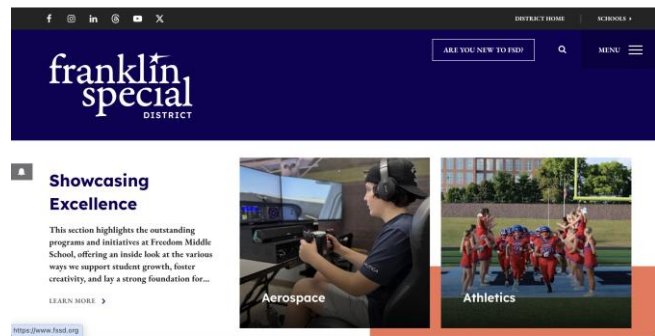 DISTRICT HOME
SCHOOLS
ARE YOU NEW TO FSD?
MENU
franklin
special
DISTRICT
Showcasing
Excellence
This section highlights the outstanding
programs and initiatives at Freedom Middle
School, offering an inside look at the various
ways we support student growth, foster
creativity, and lay a strong foundation for...
LEARN MORE
Aerospace
Athletics
https://www.fssd.org